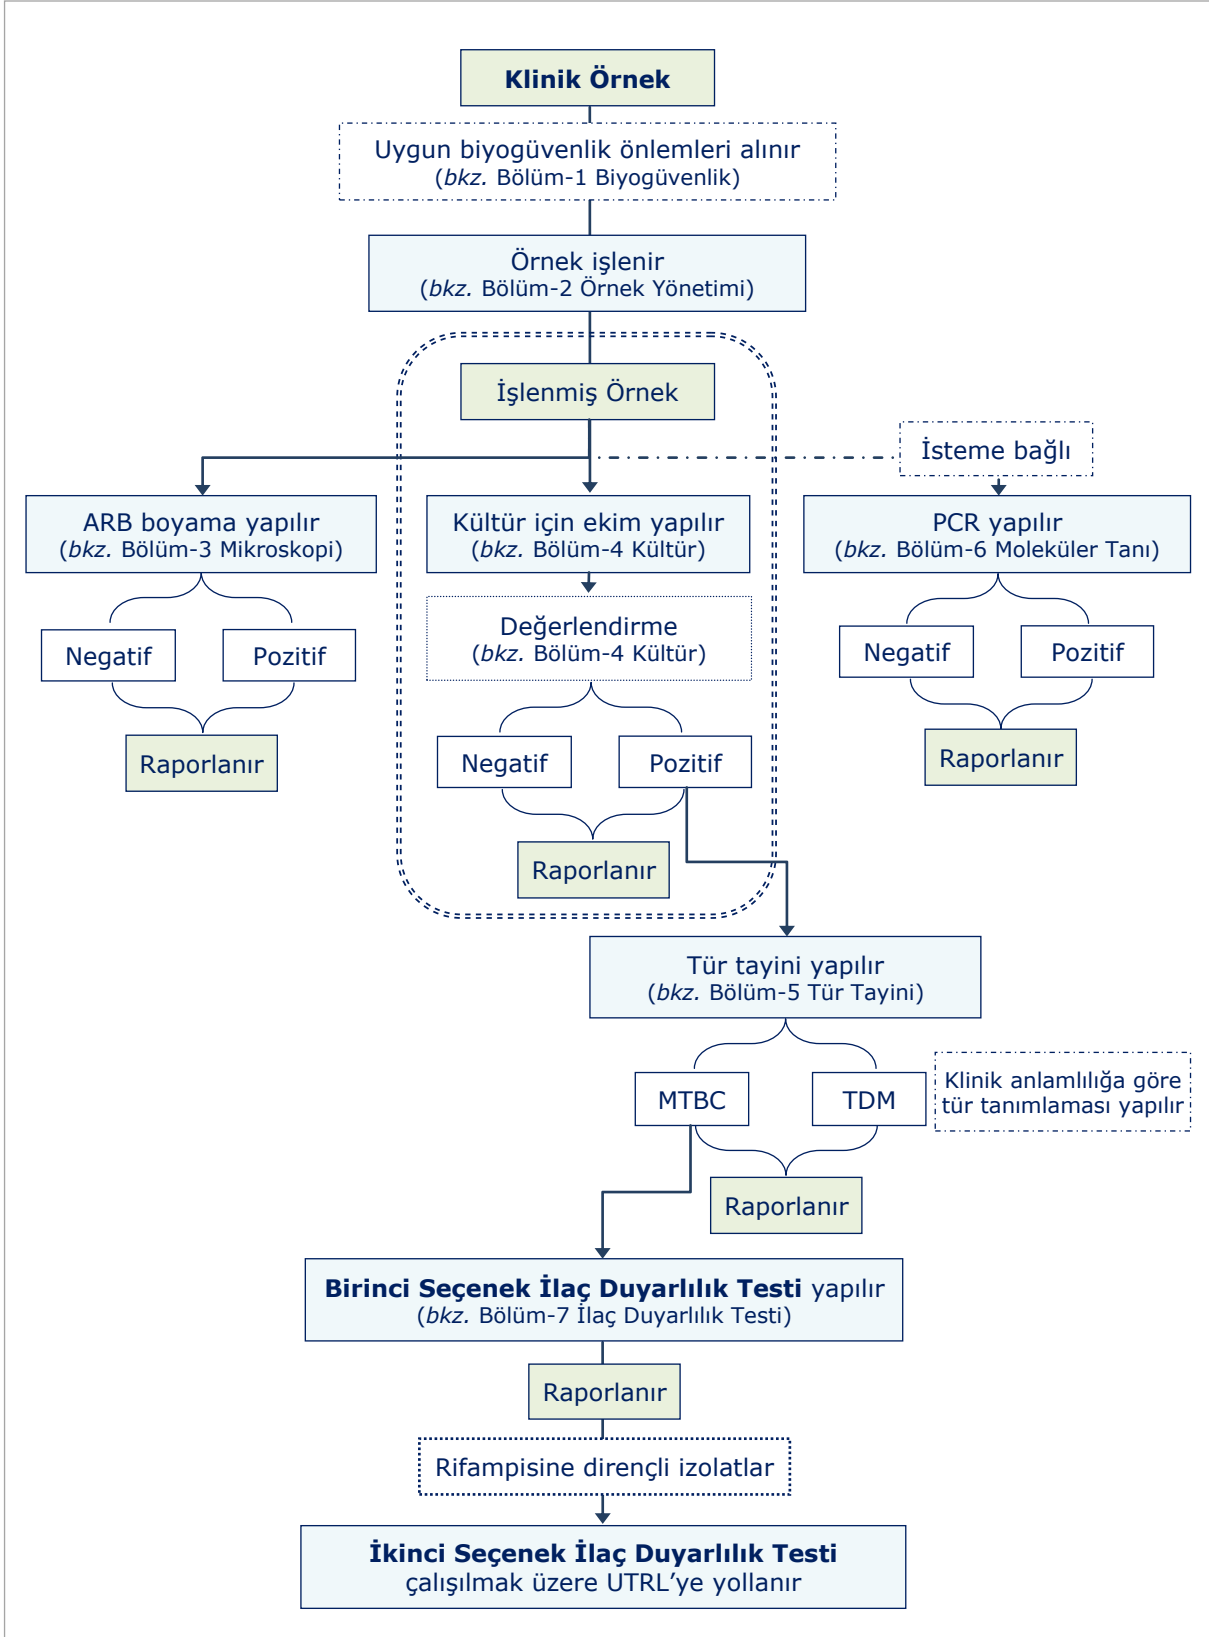 Klinik Örnek
Uygun biyogüvenlik önlemleri alınır
(bkz. Bölüm-1 Biyogüvenlik)
Örnek işlenir
(bkz. Bölüm-2 Örnek Yönetimi)
İşlenmiş Örnek
İsteme bağlı
ARB boyama yapılır
(bkz. Bölüm-3 Mikroskopi)
Kültür için ekim yapılır
(bkz. Bölüm-4 Kültür)
PCR yapılır
(bkz. Bölüm-6 Moleküler Tanı)
Negatif
Pozitif
Raporlanır
Değerlendirme
(bkz. Bölüm-4 Kültür)
Negatif
Pozitif
Raporlanır
Negatif
Pozitif
Raporlanır
Tür tayini yapılır
(bkz. Bölüm-5 Tür Tayini)
MTBC
TDM
Klinik anlamlılığa göre
tür tanımlaması yapılır
Raporlanır
Birinci Seçenek İlaç Duyarlılık Testi yapılır
(bkz. Bölüm-7 İlaç Duyarlılık Testi)
Raporlanır
Rifampisine dirençli izolatlar
İkinci Seçenek İlaç Duyarlılık Testi
çalışılmak üzere UTRL’ye yollanır